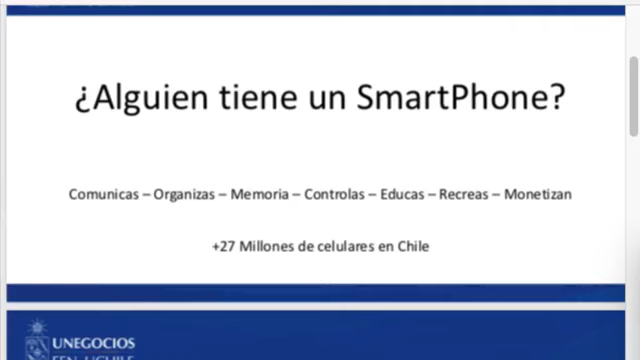 ¿Alguien tiene un SmartPhone?
Comunicas – Organizas – Memoria – Controlas – Educas – Recreas – Monetizan
+27 Millones de celulares en Chile
UNEGOCIOS
FEN UCHILE